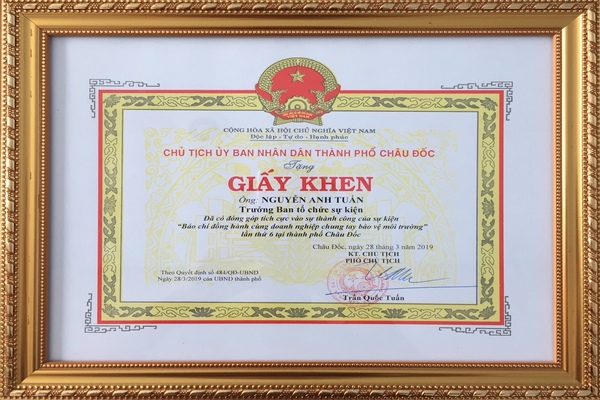 CỘNG HÒA XÃ HỘI CHỦ NGHĨA VIỆT NAM
Độc lập - Tự do - Hạnh phúc
CHỦ TỊCH ỦY BAN NHÂN DÂN THÀNH PHỐ CHÂU ĐỐC
Tặng
GIẤY KHEN
Ông: NGUYỄN ANH TUẤN
Trưởng Ban tổ chức sự kiện
Đã có đóng góp tích cực vào sự thành công của sự kiện
"Báo chí đồng hành cùng doanh nghiệp chung tay bảo vệ môi trường"
lần thứ 6 tại thành phố Châu Đốc
Châu Đốc, ngày 28 tháng 3 năm 2019
KT. CHỦ TỊCH
PHÓ CHỦ TỊCH
Theo Quyết định số 484/QĐ-UBND
Ngày 28/3/2019 của UBND thành phố
Trần Quốc Tuấn